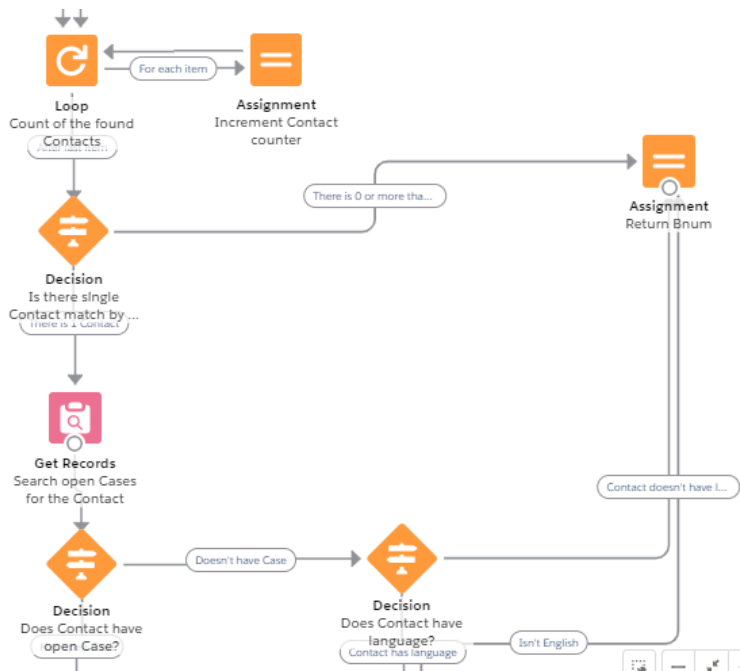 For each item
Loop
Count of the found
Contacts
Assignment
Increment Contact
counter
There is 0 or more tha...
Assignment
Return Bnum
Decision
Is there single
Contact match by ...
There is 1 Contact
Get Records
Search open Cases
for the Contact
Contact doesn't have l...
Doesn't have Case
Decision
Does Contact have
open Case?
Decision
Does Contact have
language?
Contact has language
Isn't English